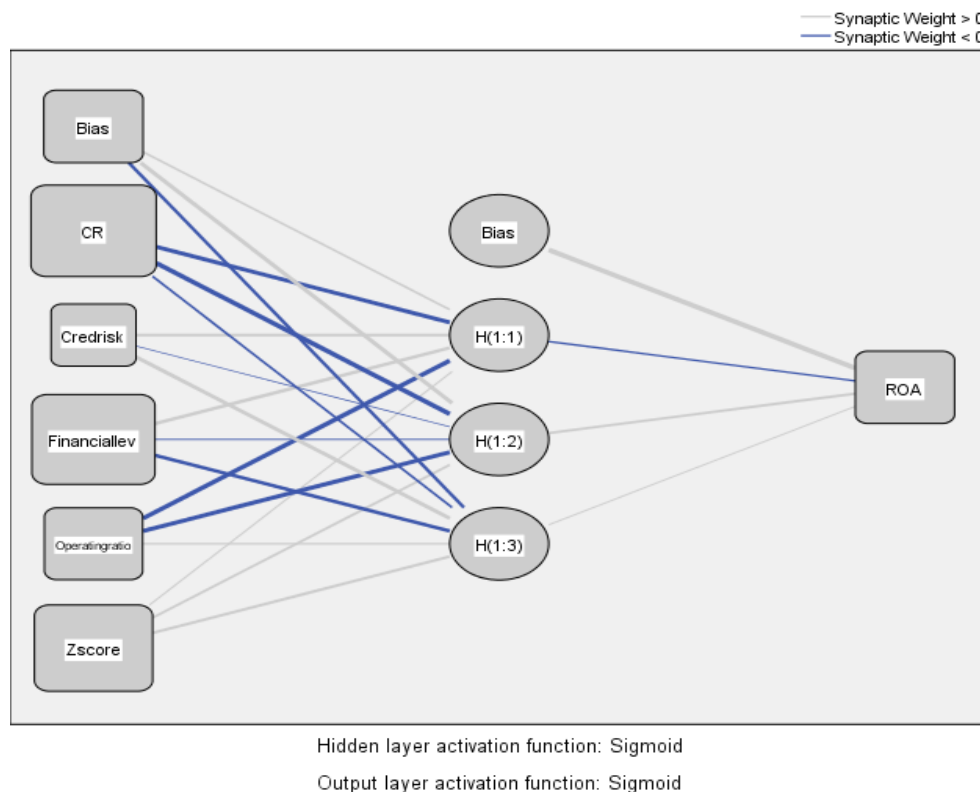 Synaptic Weight > 0
Synaptic Weight < 0
Bias
CR
Credrisk
Financiallev
Operatingratio
Zscore
Bias
H(1:1)
H(1:2)
H(1:3)
ROA
Hidden layer activation function: Sigmoid
Output layer activation function: Sigmoid